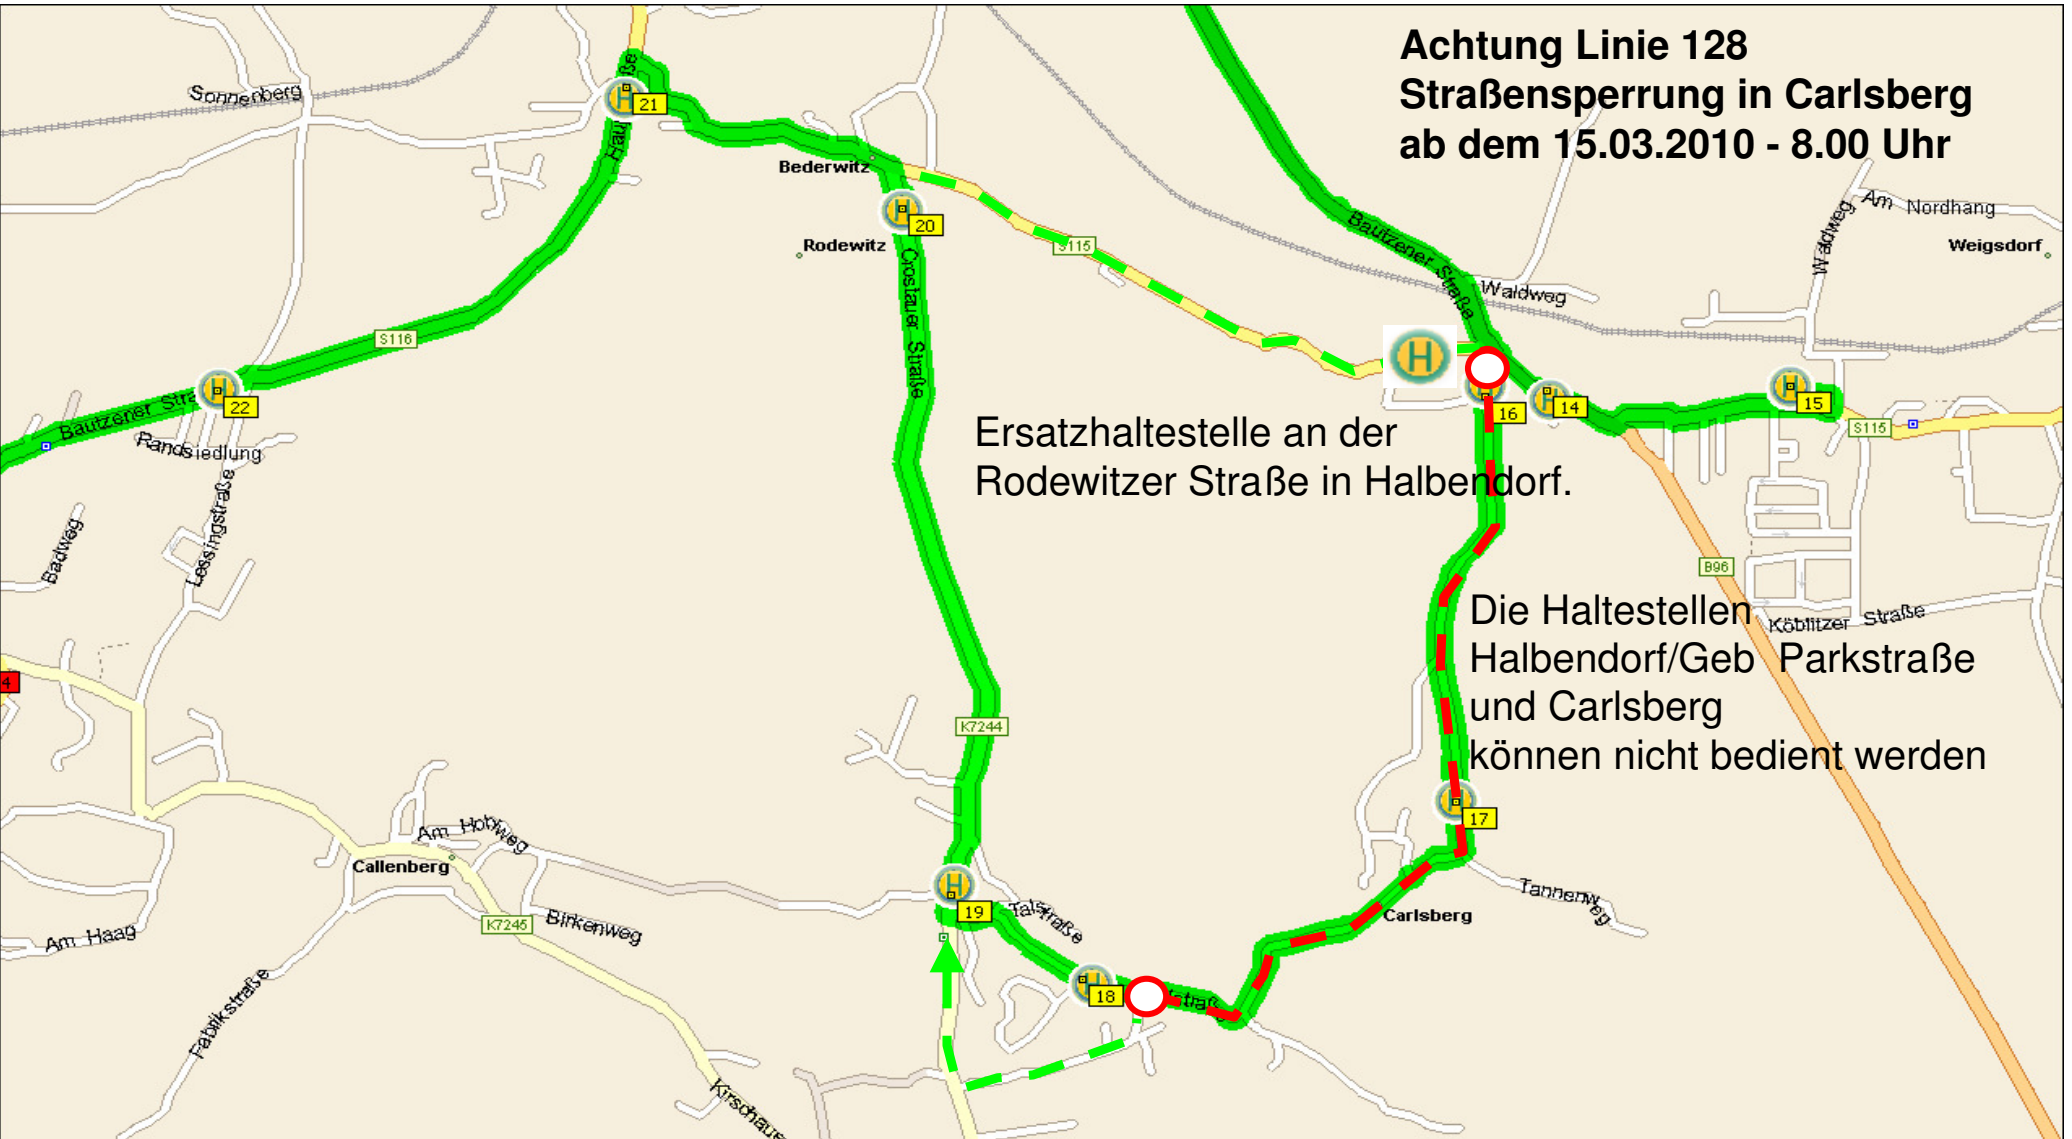 Achtung Linie 128
Straßensperrung in Carlsberg
ab dem 15.03.2010 - 8.00 Uhr
Sonnenberg
21
Bederwitz
20
Rodewitz
Crostauer Straße
S115
Bautzener Straße
Waldweg
Waldweg
Am Nordhang
Weigsdorf
S116
22
Bautzener Stra
Randsiedlung
Lessingstraße
Badweg
H
16
14
15
S115
Ersatzhaltestelle an der
Rodewitzer Straße in Halbendorf.
B96
Die Haltestellen
Halbendorf/Geb Parkstraße
und Carlsberg
können nicht bedient werden
Köblitzer Straße
4
K7244
17
Am Hohlweg
Callenberg
K7245
Birkenweg
Am Haag
Fabrikstraße
19
Talstraße
18
Carlsberg
Tannenweg
Kirschaue